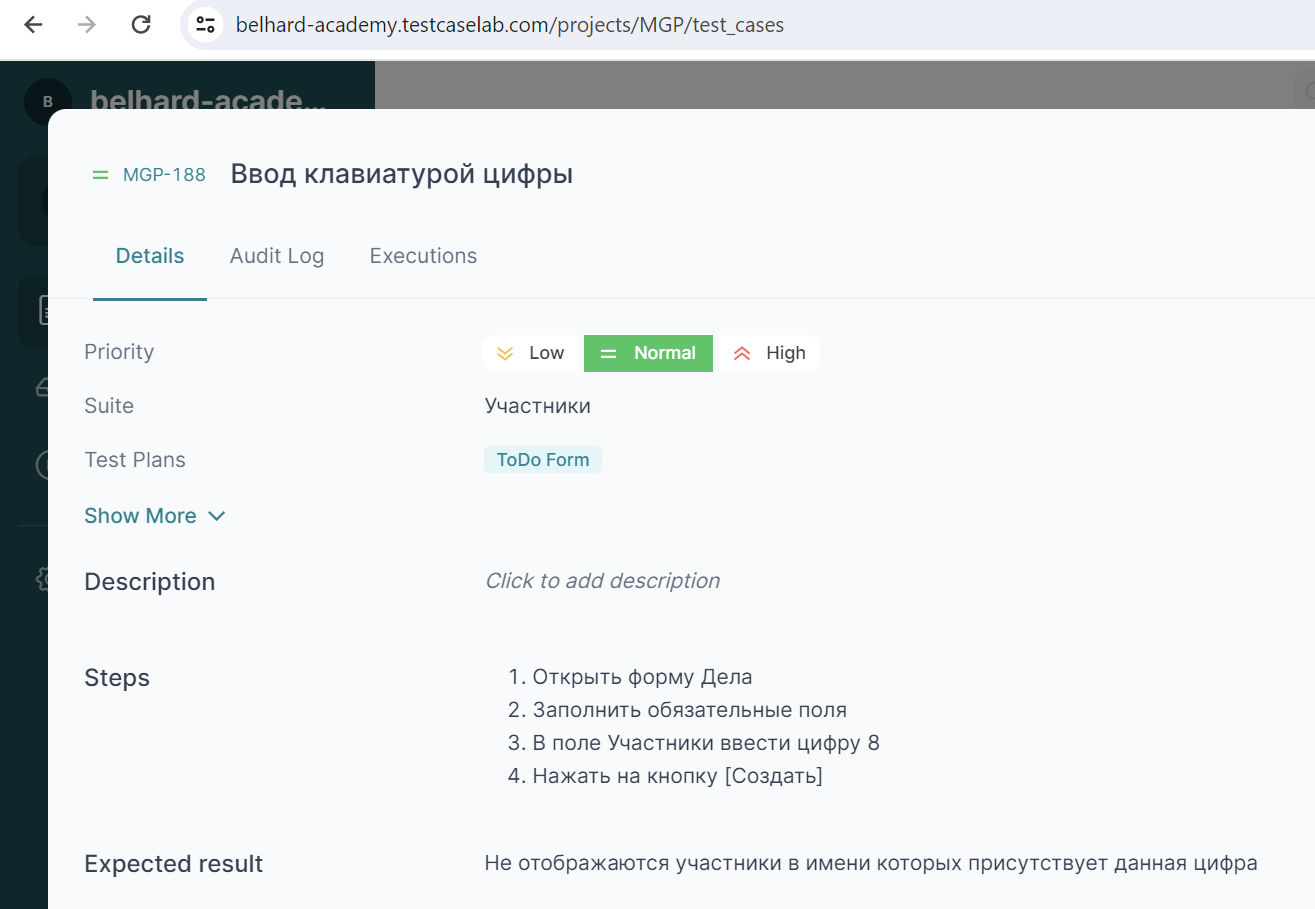 belhard-academy.testcaselab.com/projects/MGP/test_cases
B belhard-acade...
MGP-188 Ввод клавиатурой цифры
Details Audit Log Executions
Priority Low Normal High
Suite Участники
Test Plans ToDo Form
Show More
Description Click to add description
Steps 1. Открыть форму Дела
2. Заполнить обязательные поля
3. В поле Участники ввести цифру 8
4. Нажать на кнопку [Создать]
Expected result Не отображаются участники в имени которых присутствует данная цифра